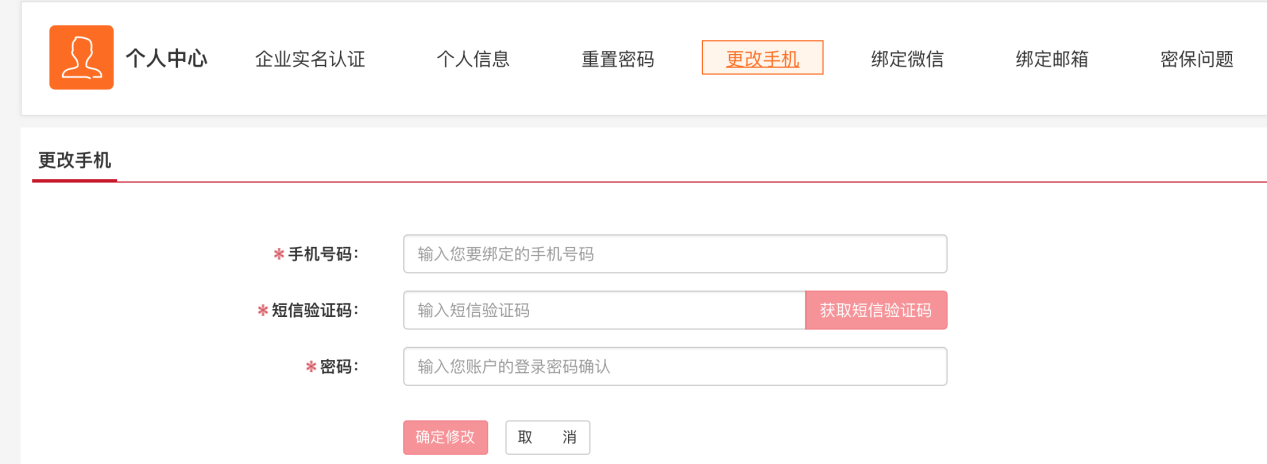 个人中心 企业实名认证 个人信息 重置密码 更改手机 绑定微信 绑定邮箱 密保问题
更改手机
*手机号码： 输入您要绑定的手机号码
*短信验证码： 输入短信验证码 获取短信验证码
*密码： 输入您账户的登录密码确认
确定修改 取 消